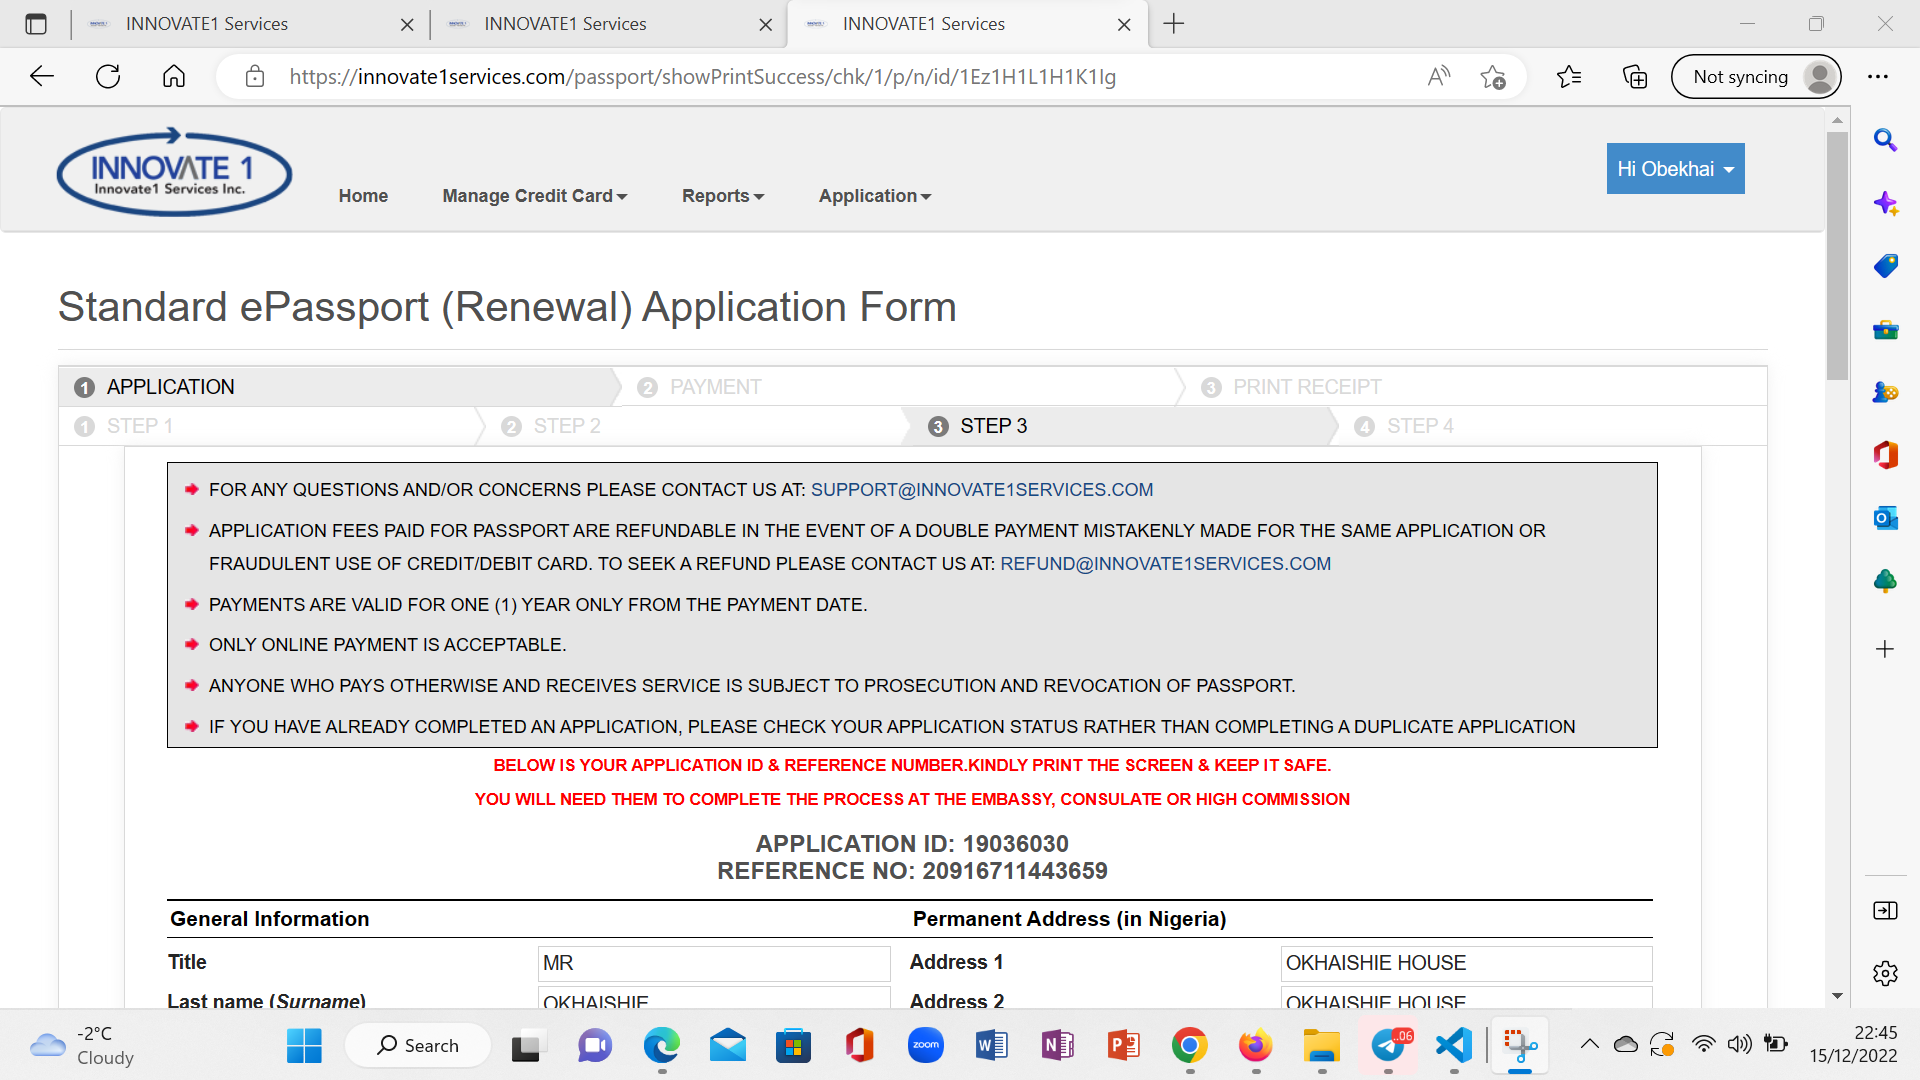 INNOVATE1 Services
INNOVATE1 Services
INNOVATE1 Services
https://innovate1services.com/passport/showPrintSuccess/chk/1/p/n/id/1Ez1H1L1H1K1Ig
Not syncing
INNOVATE 1
Innovate1 Services Inc.
Home
Manage Credit Card
Reports
Application
Hi Obekhai
Standard ePassport (Renewal) Application Form
1 APPLICATION
2 PAYMENT
3 PRINT RECEIPT
1 STEP 1
2 STEP 2
3 STEP 3
4 STEP 4
FOR ANY QUESTIONS AND/OR CONCERNS PLEASE CONTACT US AT: SUPPORT@INNOVATE1SERVICES.COM
APPLICATION FEES PAID FOR PASSPORT ARE REFUNDABLE IN THE EVENT OF A DOUBLE PAYMENT MISTAKENLY MADE FOR THE SAME APPLICATION OR
FRAUDULENT USE OF CREDIT/DEBIT CARD. TO SEEK A REFUND PLEASE CONTACT US AT: REFUND@INNOVATE1SERVICES.COM
PAYMENTS ARE VALID FOR ONE (1) YEAR ONLY FROM THE PAYMENT DATE.
ONLY ONLINE PAYMENT IS ACCEPTABLE.
ANYONE WHO PAYS OTHERWISE AND RECEIVES SERVICE IS SUBJECT TO PROSECUTION AND REVOCATION OF PASSPORT.
IF YOU HAVE ALREADY COMPLETED AN APPLICATION, PLEASE CHECK YOUR APPLICATION STATUS RATHER THAN COMPLETING A DUPLICATE APPLICATION
BELOW IS YOUR APPLICATION ID & REFERENCE NUMBER.KINDLY PRINT THE SCREEN & KEEP IT SAFE.
YOU WILL NEED THEM TO COMPLETE THE PROCESS AT THE EMBASSY, CONSULATE OR HIGH COMMISSION
APPLICATION ID: 19036030
REFERENCE NO: 20916711443659
General Information
Permanent Address (in Nigeria)
Title
MR
Address 1
OKHAISHIE HOUSE
Last name (Surname)
OKHAISHIE
Address 2
OKHAISHIE HOUSE
-2°C
Cloudy
Search
zoom
..06
22:45
15/12/2022